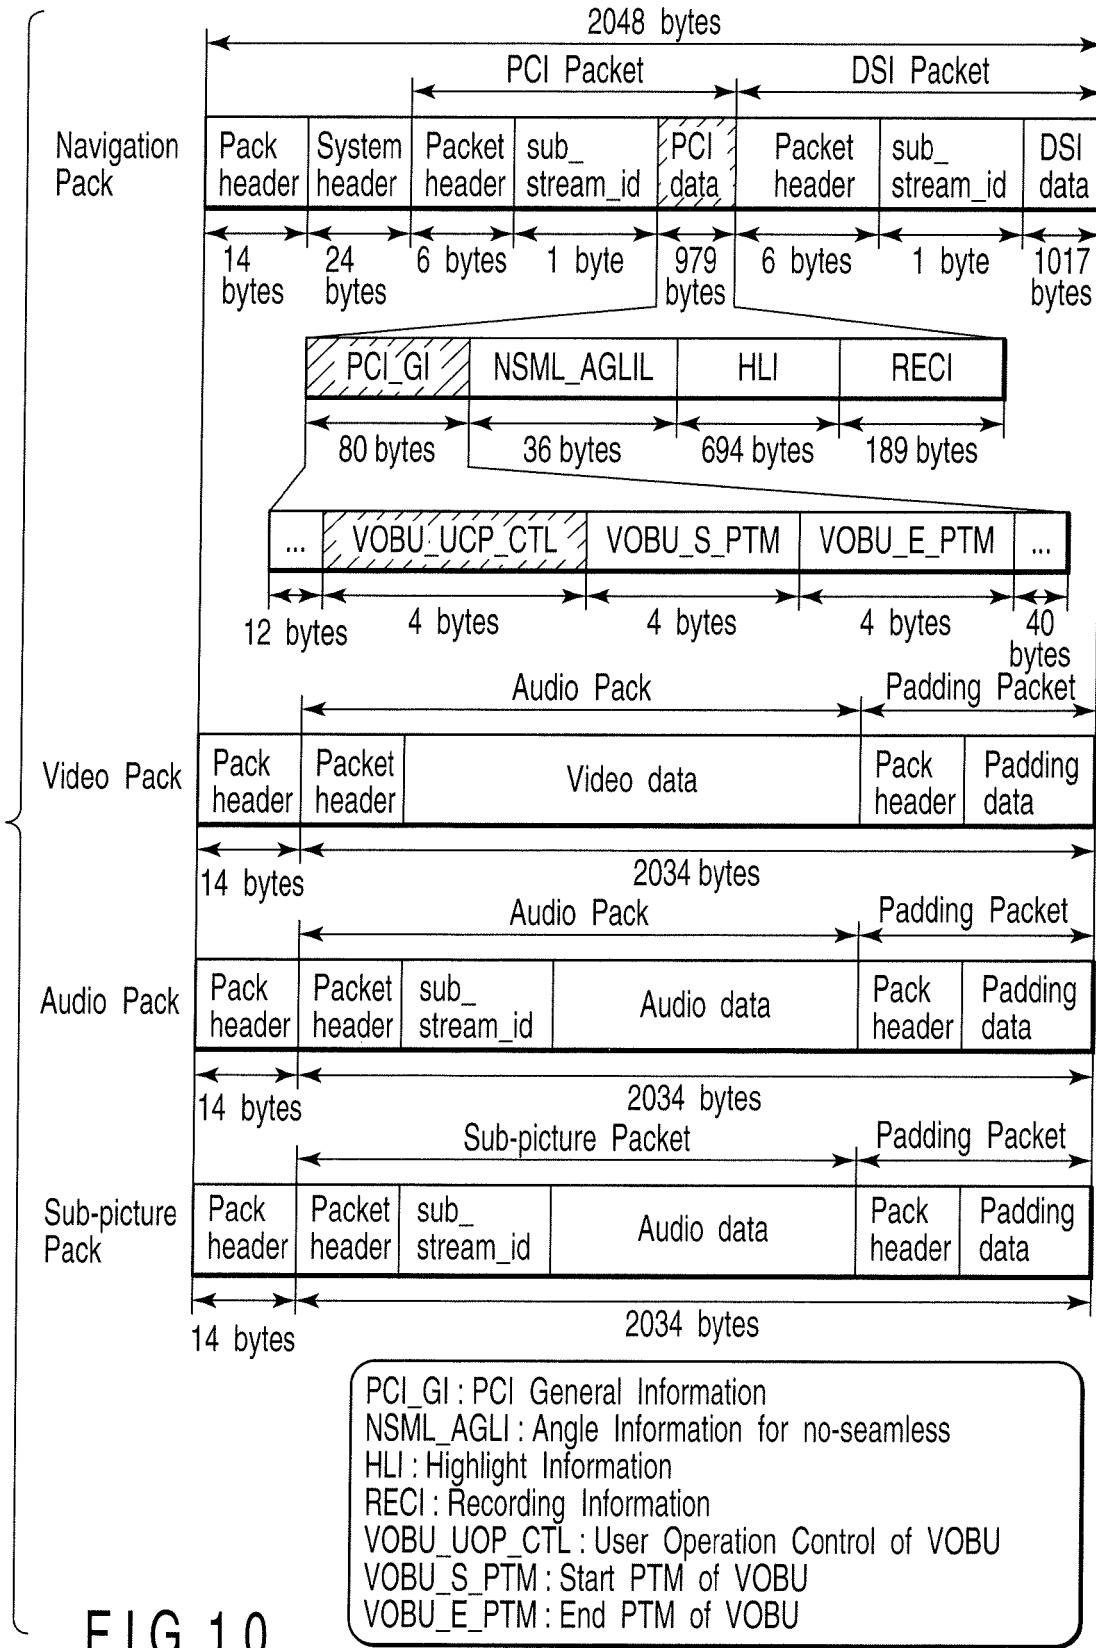 2048 bytes
PCI Packet DSI Packet
Navigation Pack
Pack header System header Packet header sub_stream_id PCI data Packet header sub_stream_id DSI data
14 bytes 24 bytes 6 bytes 1 byte 979 bytes 6 bytes 1 byte 1017 bytes
PCI_GI NSML_AGLIL HLI RECI
80 bytes 36 bytes 694 bytes 189 bytes
... VOBU_UCP_CTL VOBU_S_PTM VOBU_E_PTM ...
12 bytes 4 bytes 4 bytes 4 bytes 40 bytes
Audio Pack Padding Packet
Video Pack
Pack header Packet header Video data Pack header Padding data
14 bytes 2034 bytes
Audio Pack Padding Packet
Audio Pack
Pack header Packet header sub_stream_id Audio data Pack header Padding data
14 bytes 2034 bytes
Sub-picture Packet Padding Packet
Sub-picture Pack
Pack header Packet header sub_stream_id Audio data Pack header Padding data
14 bytes 2034 bytes
PCI_GI : PCI General Information
NSML_AGLI : Angle Information for no-seamless
HLI : Highlight Information
RECI : Recording Information
VOBU_UOP_CTL : User Operation Control of VOBU
VOBU_S_PTM : Start PTM of VOBU
VOBU_E_PTM : End PTM of VOBU
FIG.10